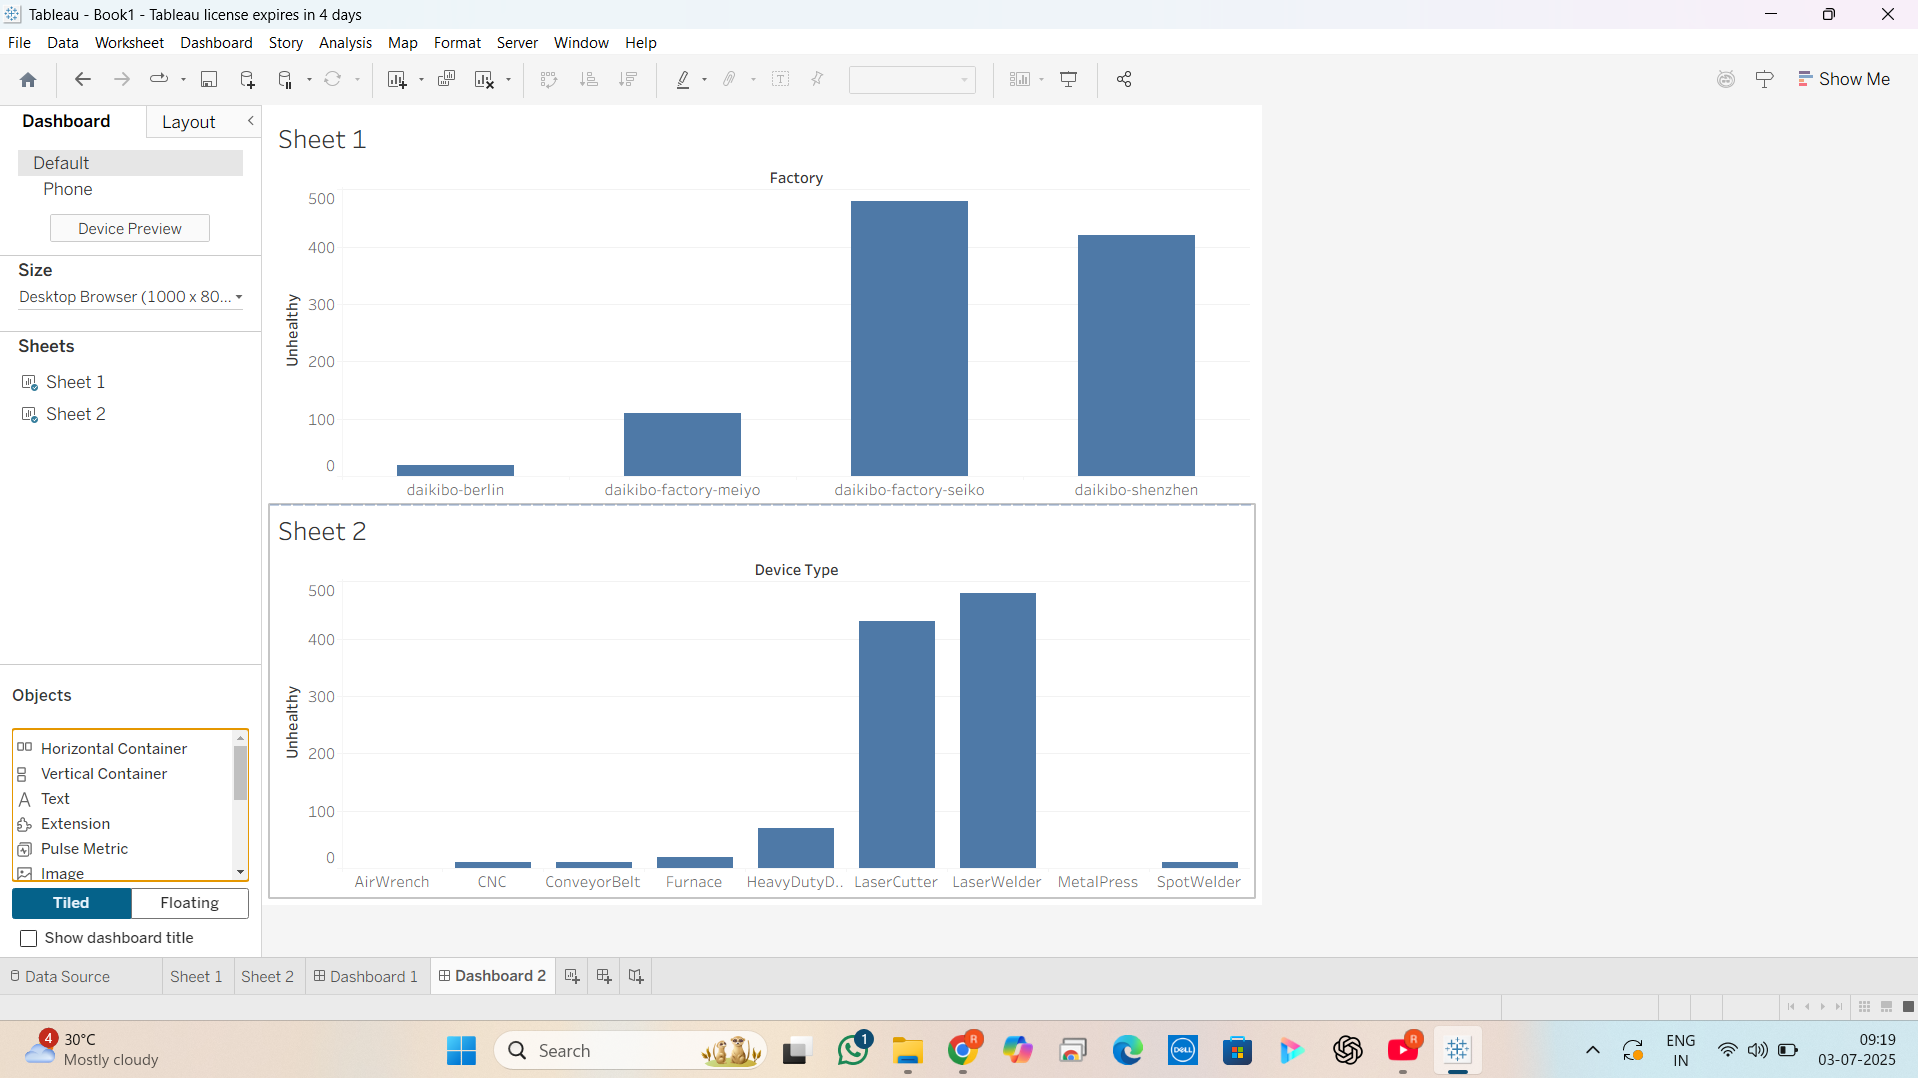 Tableau - Book1 - Tableau license expires in 4 days
File Data Worksheet Dashboard Story Analysis Map Format Server Window Help
Show Me
Dashboard Layout
Default
Phone
Device Preview
Size
Desktop Browser (1000 x 80...
Sheets
Sheet 1
Sheet 2
Objects
Horizontal Container
Vertical Container
Text
Extension
Pulse Metric
Image
Tiled Floating
Show dashboard title
Sheet 1
Factory
Unhealthy
500
400
300
200
100
0
daikibo-berlin daikibo-factory-meiyo daikibo-factory-seiko daikibo-shenzhen
Sheet 2
Device Type
Unhealthy
500
400
300
200
100
0
AirWrench CNC ConveyorBelt Furnace HeavyDutyD.. LaserCutter LaserWelder MetalPress SpotWelder
Data Source Sheet 1 Sheet 2 Dashboard 1 Dashboard 2
4
30°C
Mostly cloudy
Search
1
R
DELL
R
ENG
IN
09:19
03-07-2025